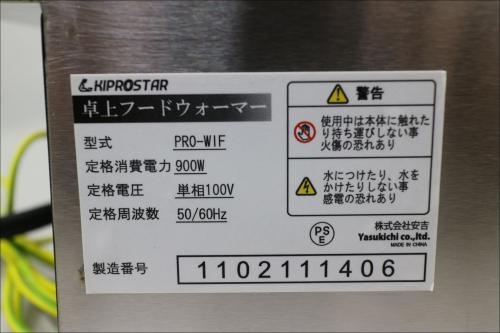 KIPROSTAR
卓上フードウォーマー
型式 PRO-WIF
定格消費電力 900W
定格電圧 単相100V
定格周波数 50/60Hz
製造番号 1102111406
警告
使用中は本体に触れた
り持ち運びしない事
火傷の恐れあり
水につけたり、水を
かけたりしない事
感電の恐れあり
PS
E
株式会社安吉
Yasukichi co.,ltd.
MADE IN CHINA